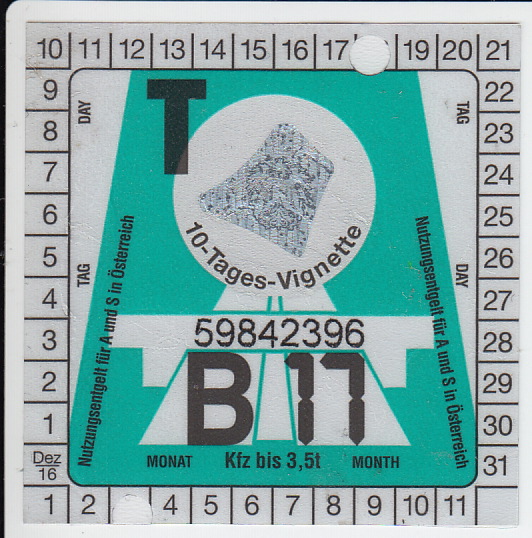 10 11 12 13 14 15 16 17 19 20 21
9 22
8 23
7 24
6 25
5 26
4 27
3 28
2 29
1 30
Dez 16 31
DAY
TAG
T
TAG
DAY
10-Tages-Vignette
Nutzungsentgelt für A und S in Österreich
Nutzungsentgelt für A und S in Österreich
59842396
B 17
MONAT Kfz bis 3,5t MONTH
1 2 4 5 6 7 8 9 10 11